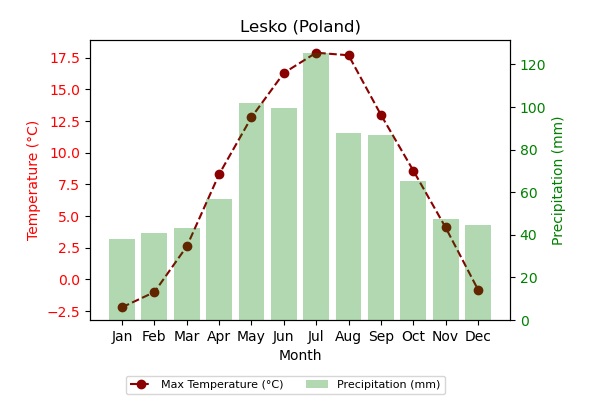 Lesko (Poland)
17.5
15.0
12.5
10.0
7.5
5.0
2.5
0.0
−2.5
Temperature (°C)
120
100
80
60
40
20
0
Precipitation (mm)
Jan Feb Mar Apr May Jun Jul Aug Sep Oct Nov Dec
Month
Max Temperature (°C) Precipitation (mm)